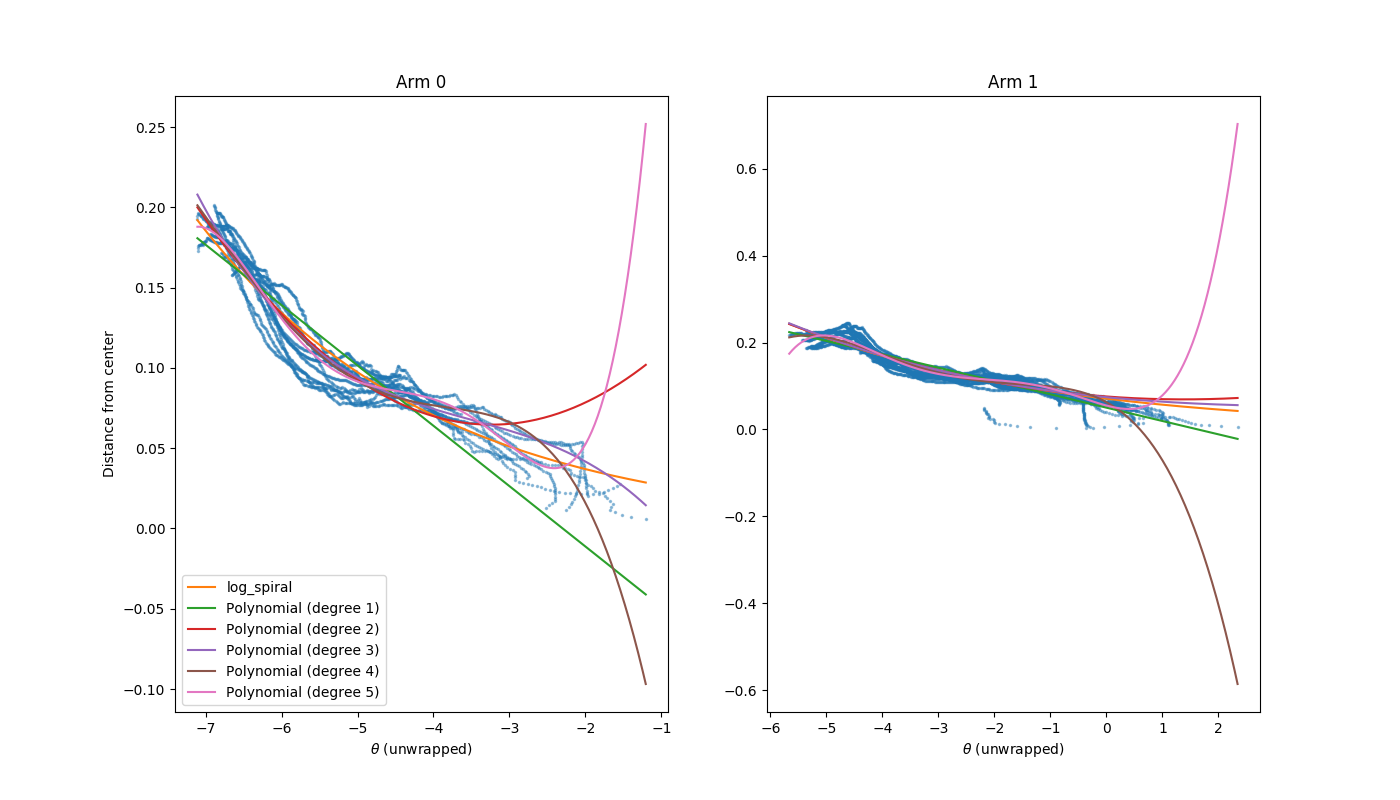 Arm 0
0.25
0.20
0.15
0.10
0.05
0.00
−0.05
−0.10
Distance from center
−7
−6
−5
−4
−3
−2
−1
θ (unwrapped)
log_spiral
Polynomial (degree 1)
Polynomial (degree 2)
Polynomial (degree 3)
Polynomial (degree 4)
Polynomial (degree 5)
Arm 1
0.6
0.4
0.2
0.0
−0.2
−0.4
−0.6
−6
−5
−4
−3
−2
−1
0
1
2
θ (unwrapped)